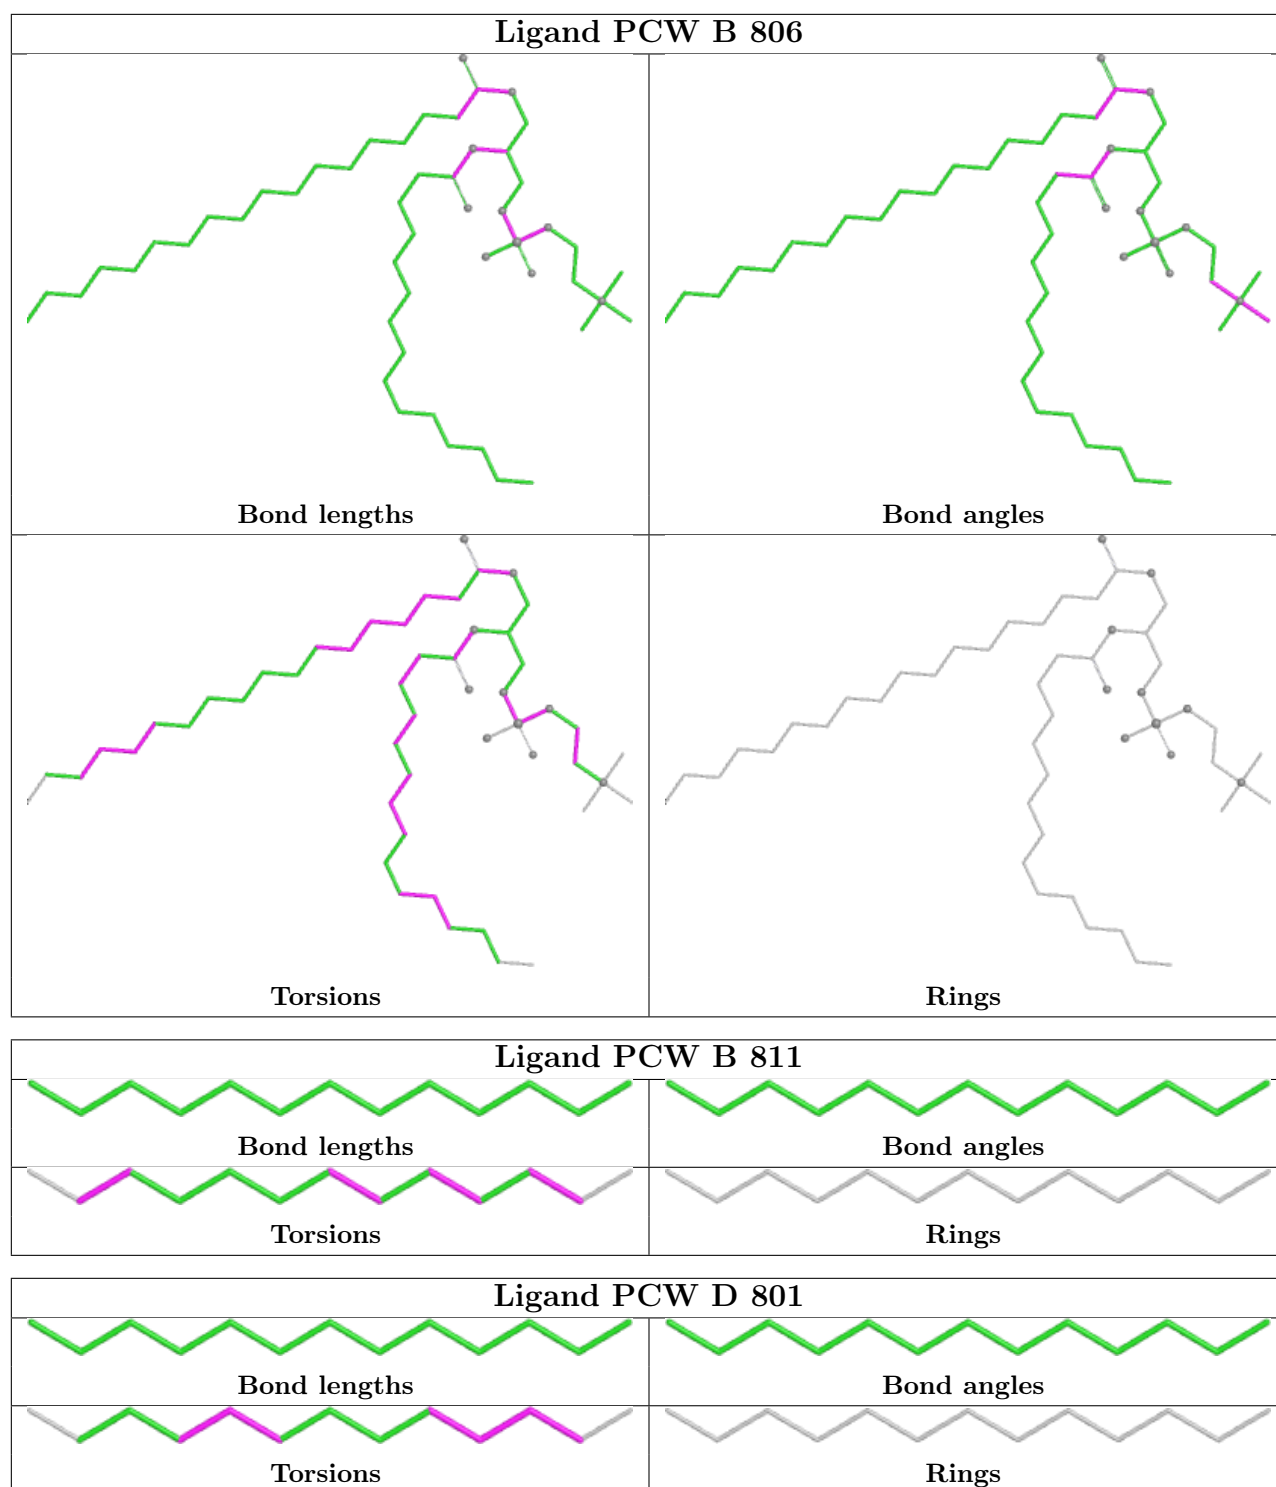 Ligand PCW B 806
Bond lengths
Bond angles
Torsions
Rings
Ligand PCW B 811
Bond lengths
Bond angles
Torsions
Rings
Ligand PCW D 801
Bond lengths
Bond angles
Torsions
Rings